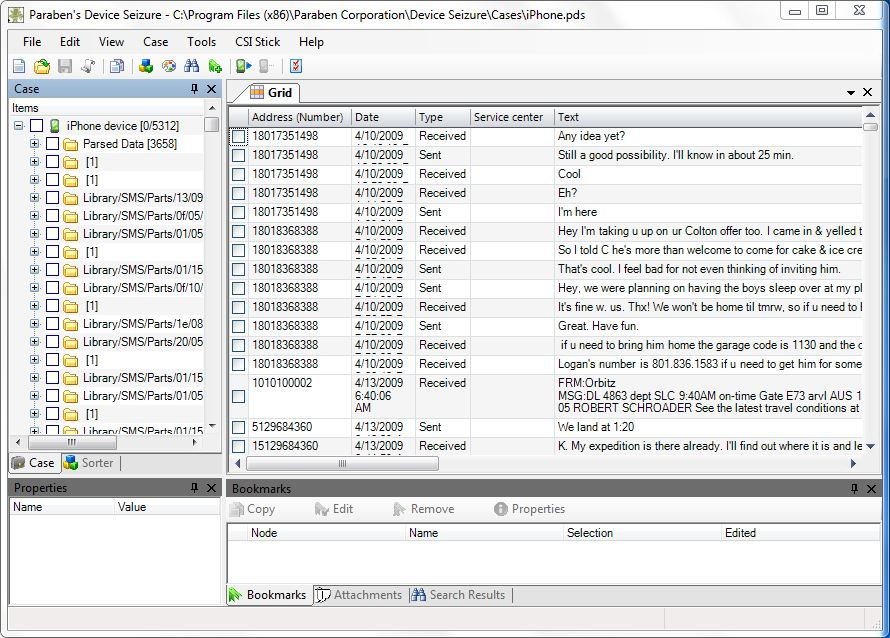 Paraben's Device Seizure - C:\Program Files (x86)\Paraben Corporation\Device Seizure\Cases\iPhone.pds
File Edit View Case Tools CSI Stick Help
Case
Items
iPhone device [0/5312]
Parsed Data [3658]
[1]
[1]
Library/SMS/Parts/13/09
Library/SMS/Parts/0f/05/
Library/SMS/Parts/01/05
[1]
Library/SMS/Parts/01/15
Library/SMS/Parts/0f/10/
[1]
Library/SMS/Parts/1e/08
Library/SMS/Parts/20/05
[1]
Library/SMS/Parts/01/15
Library/SMS/Parts/01/05
[1]
Library/SMS/Parts/01/15
Case Sorter
Grid
Address (Number) Date Type Service center Text
18017351498 4/10/2009 Received Any idea yet?
18017351498 4/10/2009 Sent Still a good possibility. I'll know in about 25 min.
18017351498 4/10/2009 Received Cool
18017351498 4/10/2009 Received Eh?
18017351498 4/10/2009 Sent I'm here
18018368388 4/10/2009 Received Hey I'm taking u up on ur Colton offer too. I came in & yelled t
18018368388 4/10/2009 Received So I told C he's more than welcome to come for cake & ice cre
18018368388 4/10/2009 Sent That's cool. I feel bad for not even thinking of inviting him.
18018368388 4/10/2009 Sent Hey, we were planning on having the boys sleep over at my pl
18018368388 4/10/2009 Received It's fine w. us. Thx! We won't be home til tmrw, so if u need to
18018368388 4/10/2009 Sent Great. Have fun.
18018368388 4/10/2009 Received if u need to bring him home the garage code is 1130 and the c
18018368388 4/10/2009 Received Logan's number is 801.836.1583 if u need to get him for some
1010100002 4/13/2009 Received FRM:Orbitz
6:40:06 MSG:DL 4863 dept SLC 9:40AM on-time Gate E73 arvl AUS 1
AM 05 ROBERT SCHROADER See the latest travel conditions at
5129684360 4/13/2009 Sent We land at 1:20
15129684360 4/13/2009 Received K. My expedition is there already. I'll find out where it is and le
Properties
Name Value
Bookmarks
Copy Edit Remove Properties
Node Name Selection Edited
Bookmarks Attachments Search Results